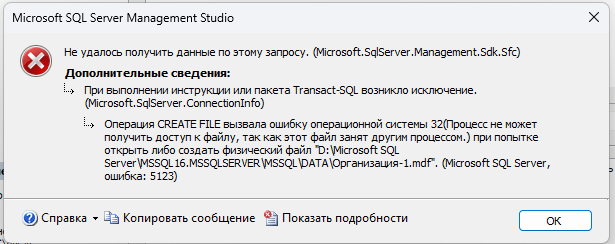 Microsoft SQL Server Management Studio
Не удалось получить данные по этому запросу. (Microsoft.SqlServer.Management.Sdk.Sfc)
Дополнительные сведения:
При выполнении инструкции или пакета Transact-SQL возникло исключение.
(Microsoft.SqlServer.ConnectionInfo)
Операция CREATE FILE вызвала ошибку операционной системы 32(Процесс не может
получить доступ к файлу, так как этот файл занят другим процессом.) при попытке
открыть либо создать физический файл "D:\Microsoft SQL
Server\MSSQL16.MSSQLSERVER\MSSQL\DATA\Организация-1.mdf". (Microsoft SQL Server,
ошибка: 5123)
Справка
Копировать сообщение
Показать подробности
OK